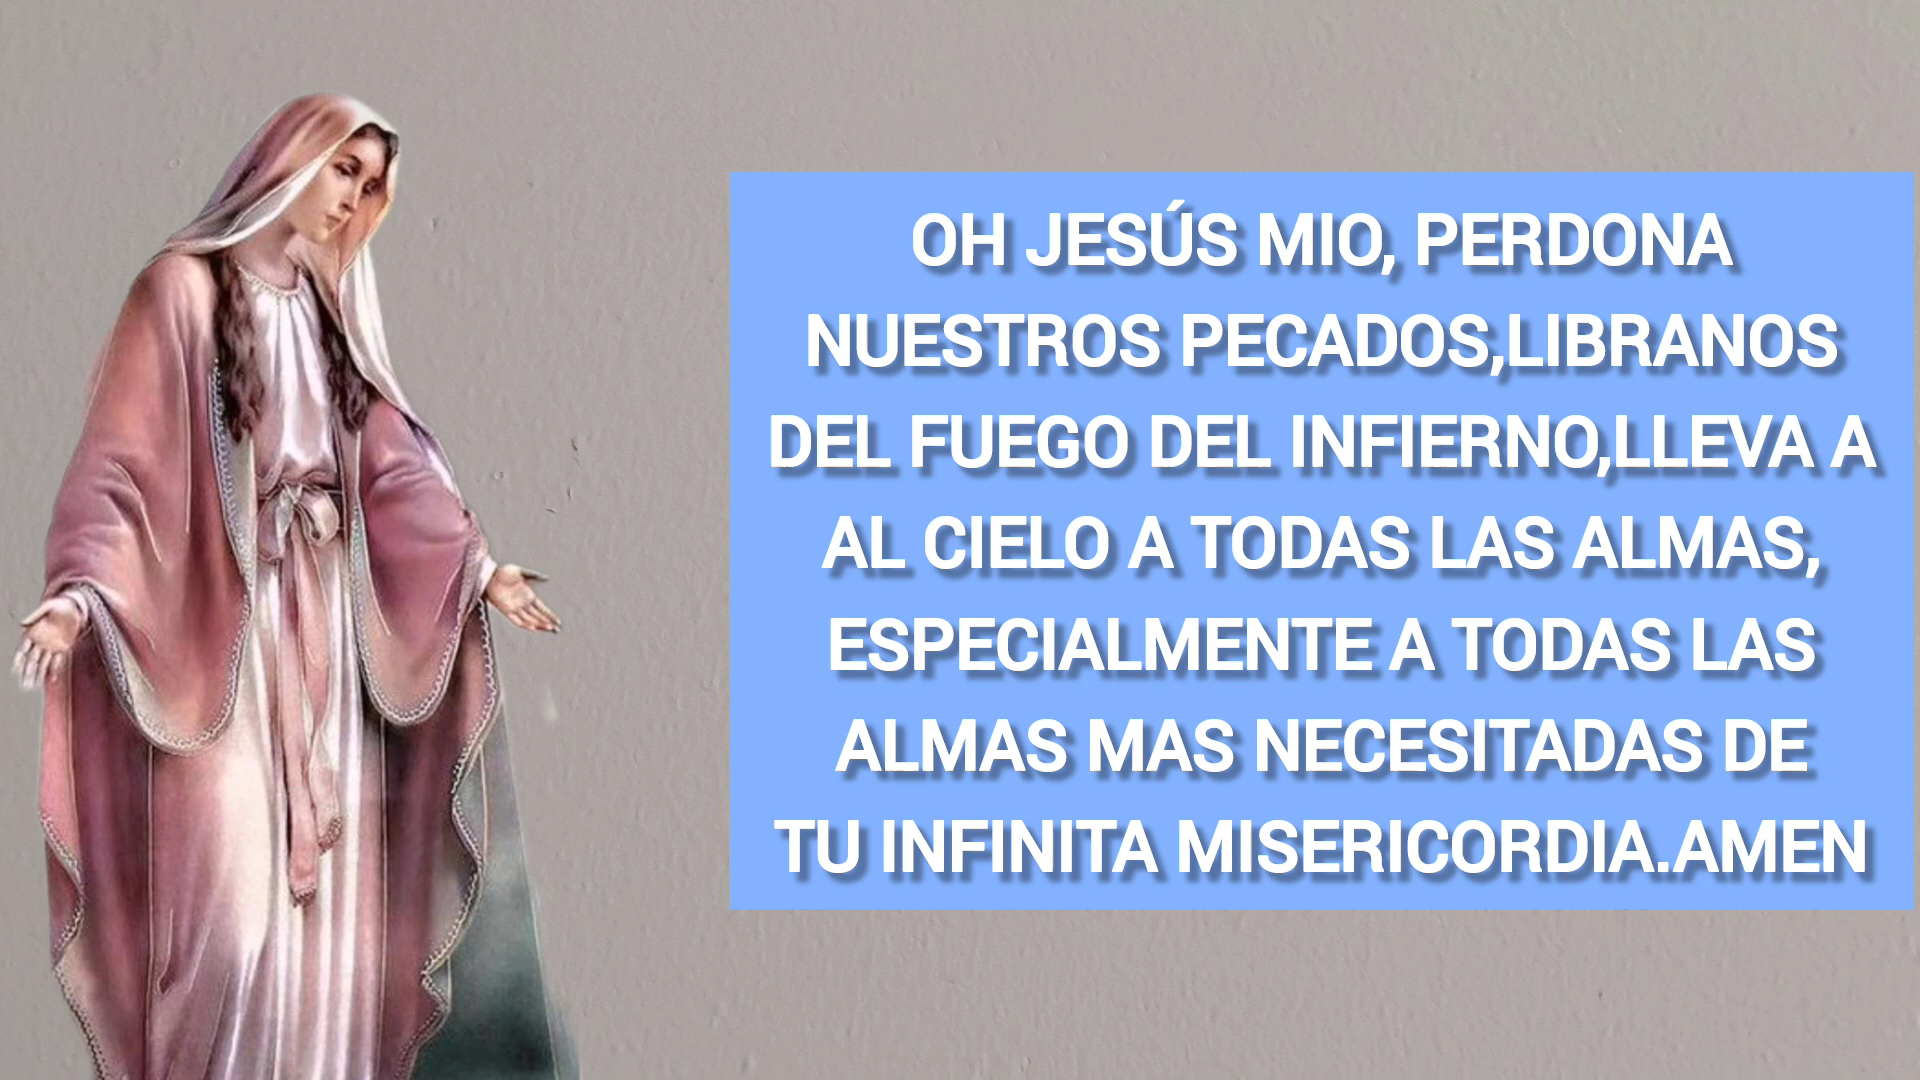 OH JESÚS MIO, PERDONA
NUESTROS PECADOS,LIBRANOS
DEL FUEGO DEL INFIERNO,LLEVA A
AL CIELO A TODAS LAS ALMAS,
ESPECIALMENTE A TODAS LAS
ALMAS MAS NECESITADAS DE
TU INFINITA MISERICORDIA.AMEN